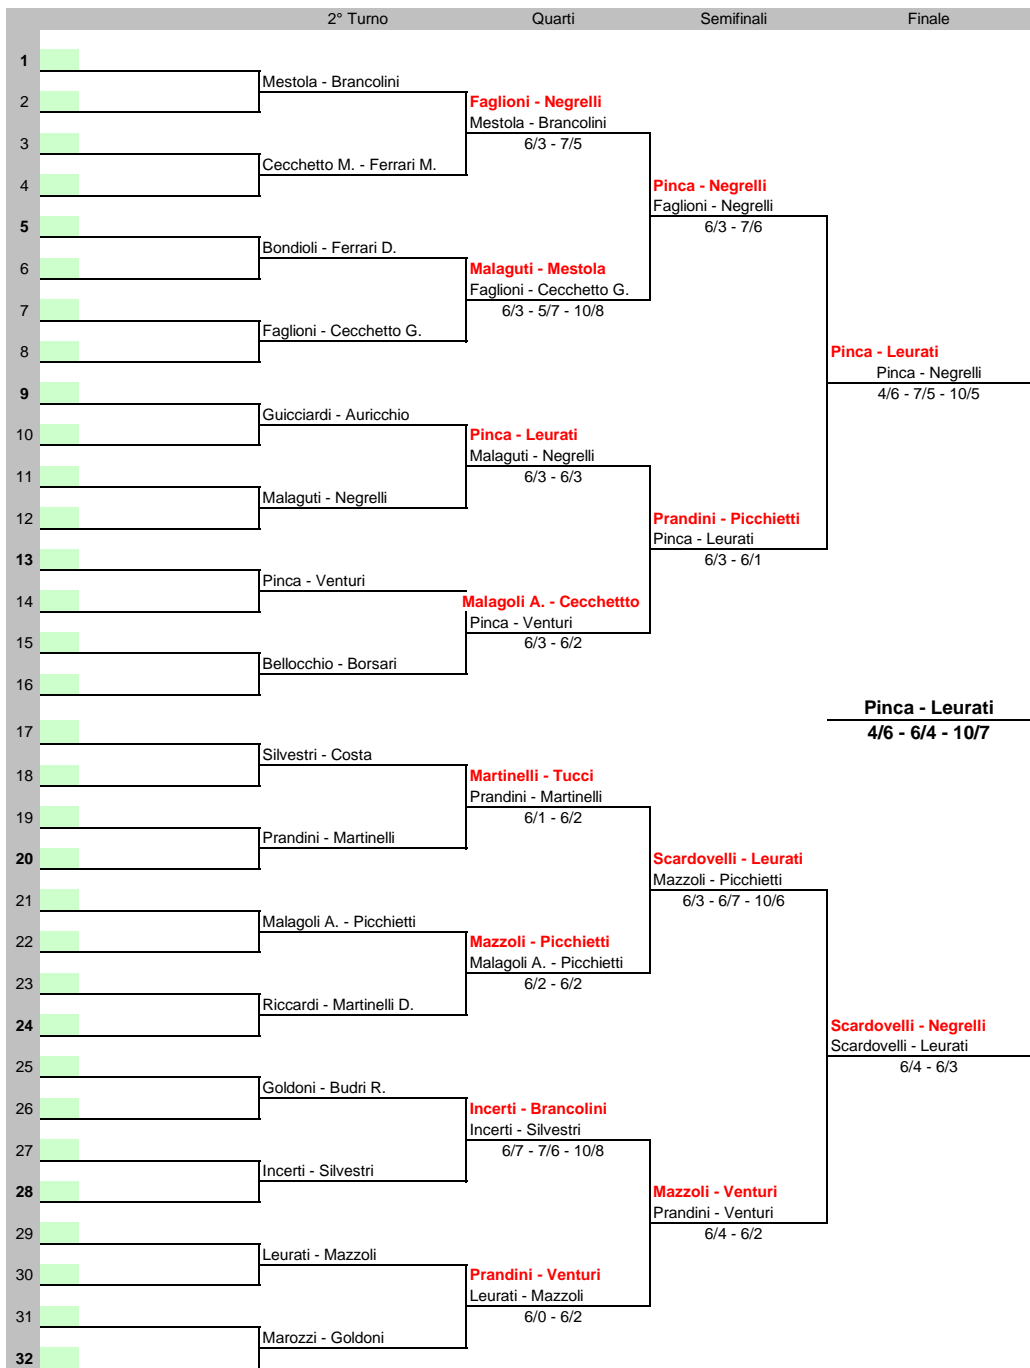 2° Turno Quarti Semifinali Finale
1
Mestola - Brancolini
2 Faglioni - Negrelli
Mestola - Brancolini
3 6/3 - 7/5
Cecchetto M. - Ferrari M.
4 Pinca - Negrelli
Faglioni - Negrelli
5 6/3 - 7/6
Bondioli - Ferrari D.
6 Malaguti - Mestola
Faglioni - Cecchetto G.
7 6/3 - 5/7 - 10/8
Faglioni - Cecchetto G.
8 Pinca - Leurati
Pinca - Negrelli
9 4/6 - 7/5 - 10/5
Guicciardi - Auricchio
10 Pinca - Leurati
Malaguti - Negrelli
11 6/3 - 6/3
Malaguti - Negrelli
12 Prandini - Picchietti
Pinca - Leurati
13 6/3 - 6/1
Pinca - Venturi
14 Malagoli A. - Cecchettto
Pinca - Venturi
15 6/3 - 6/2
Bellocchio - Borsari
16
Pinca - Leurati
17 4/6 - 6/4 - 10/7
Silvestri - Costa
18 Martinelli - Tucci
Prandini - Martinelli
19 6/1 - 6/2
Prandini - Martinelli
20 Scardovelli - Leurati
Mazzoli - Picchietti
21 6/3 - 6/7 - 10/6
Malagoli A. - Picchietti
22 Mazzoli - Picchietti
Malagoli A. - Picchietti
23 6/2 - 6/2
Riccardi - Martinelli D.
24 Scardovelli - Negrelli
Scardovelli - Leurati
25 6/4 - 6/3
Goldoni - Budri R.
26 Incerti - Brancolini
Incerti - Silvestri
27 6/7 - 7/6 - 10/8
Incerti - Silvestri
28 Mazzoli - Venturi
Prandini - Venturi
29 6/4 - 6/2
Leurati - Mazzoli
30 Prandini - Venturi
Leurati - Mazzoli
31 6/0 - 6/2
Marozzi - Goldoni
32